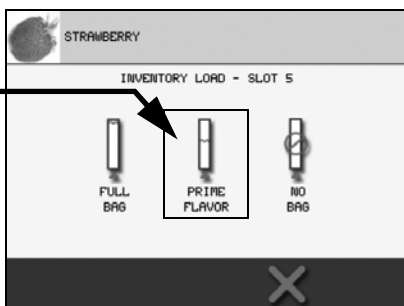 STRAWBERRY
INVENTORY LOAD - SLOT 5
FULL
BAG
PRIME
FLAVOR
NO
BAG